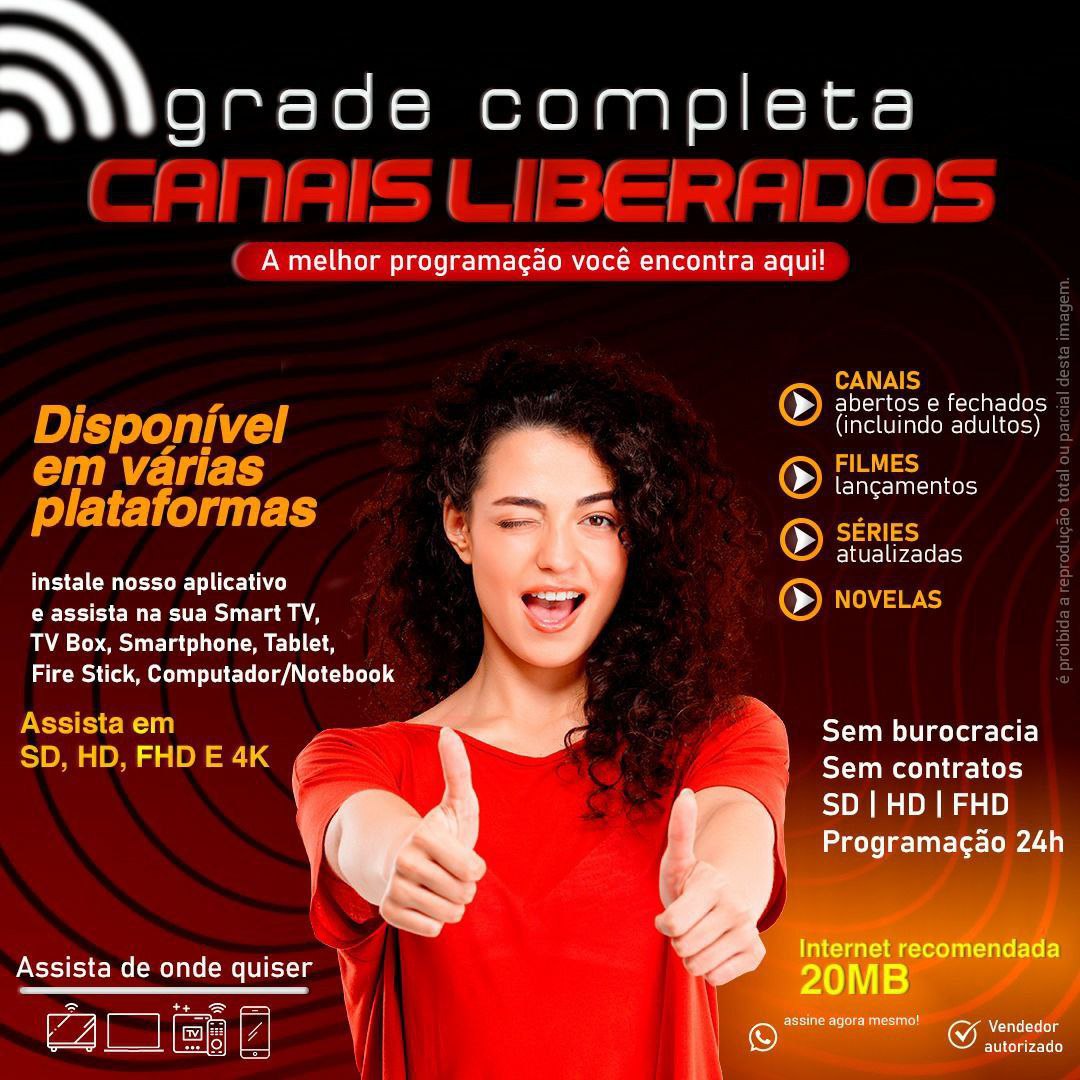 grade completa
CANAIS LIBERADOS
A melhor programação você encontra aqui!
Disponível
em várias
plataformas
instale nosso aplicativo
e assista na sua Smart TV,
TV Box, Smartphone, Tablet,
Fire Stick, Computador/Notebook
Assista em
SD, HD, FHD E 4K
CANAIS
abertos e fechados
(incluindo adultos)
FILMES
lançamentos
SÉRIES
atualizadas
NOVELAS
é proibida a reprodução total ou parcial desta imagem.
Sem burocracia
Sem contratos
SD | HD | FHD
Programação 24h
Internet recomendada
20MB
Assista de onde quiser
TV
assine agora mesmo!
Vendedor
autorizado